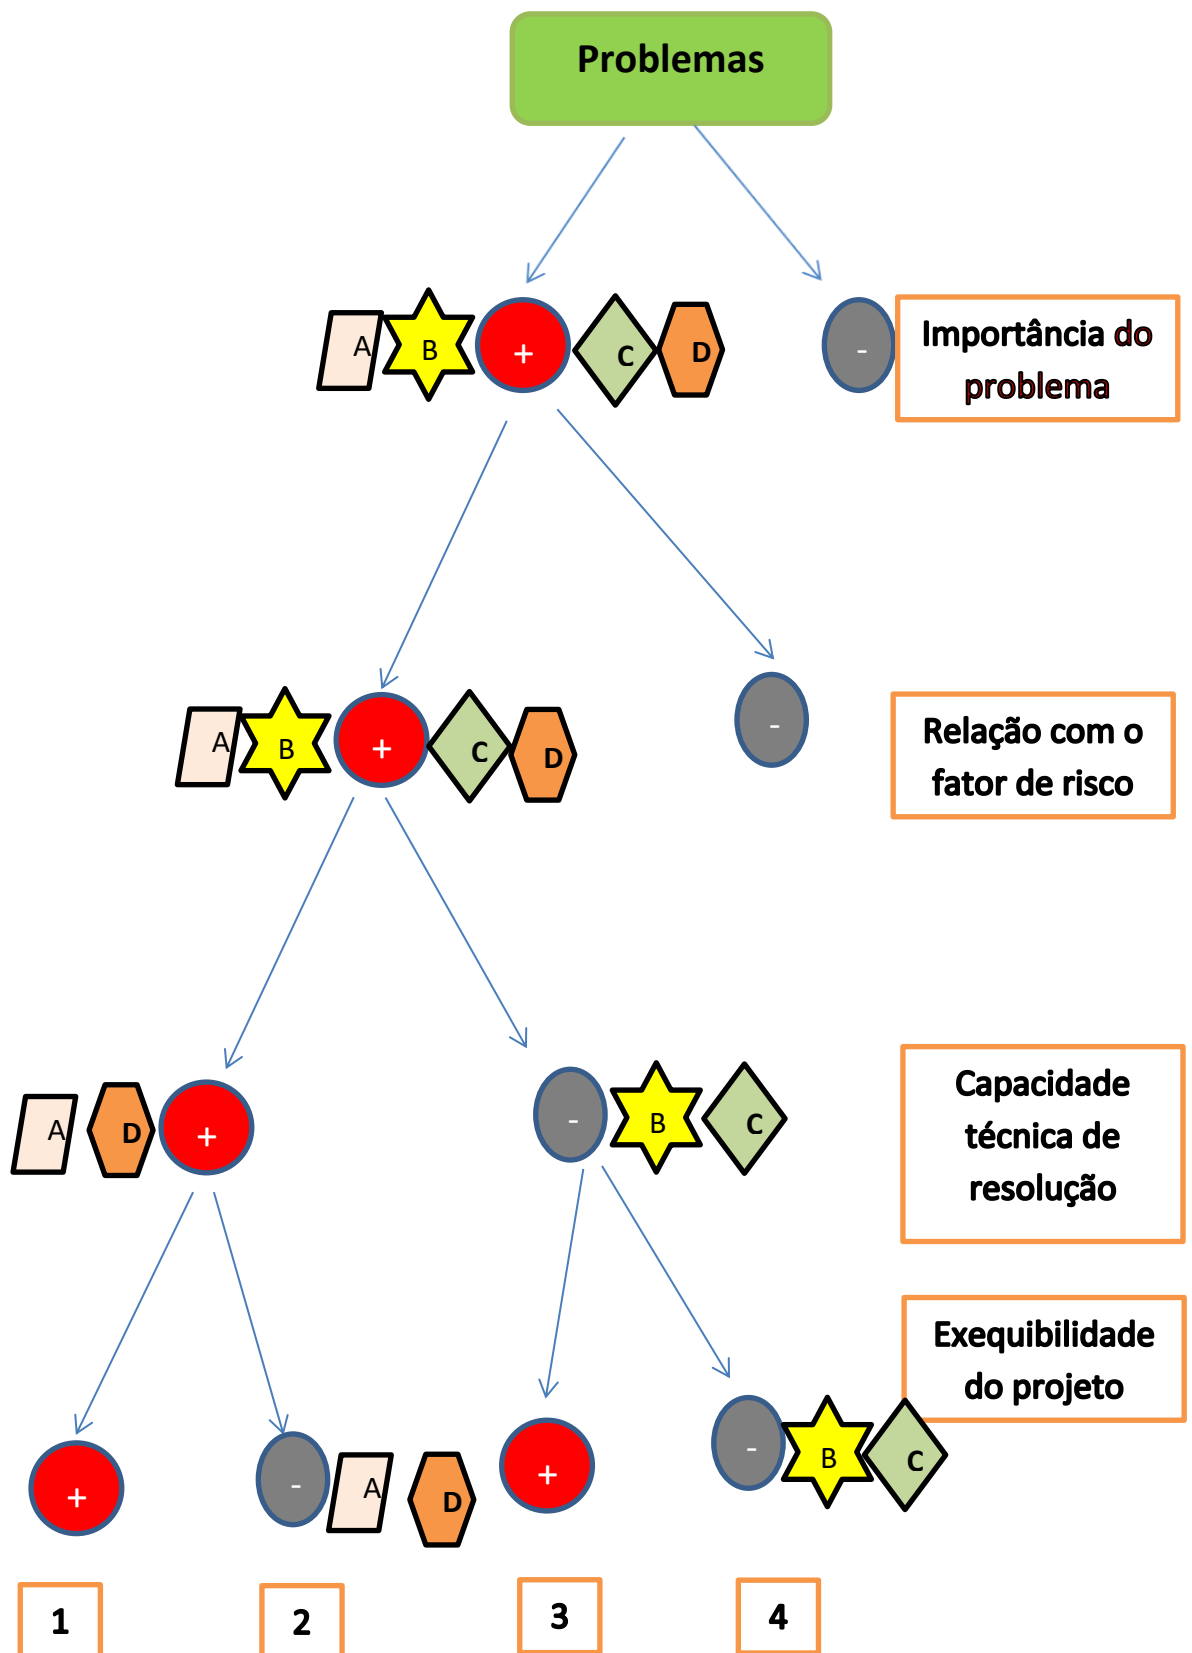 Problemas
A B + C D -
Importância do
problema
A B + C D -
Relação com o
fator de risco
A D + - B C
Capacidade
técnica de
resolução
Exequibilidade
do projeto
+ - A D + - B C
1 2 3 4